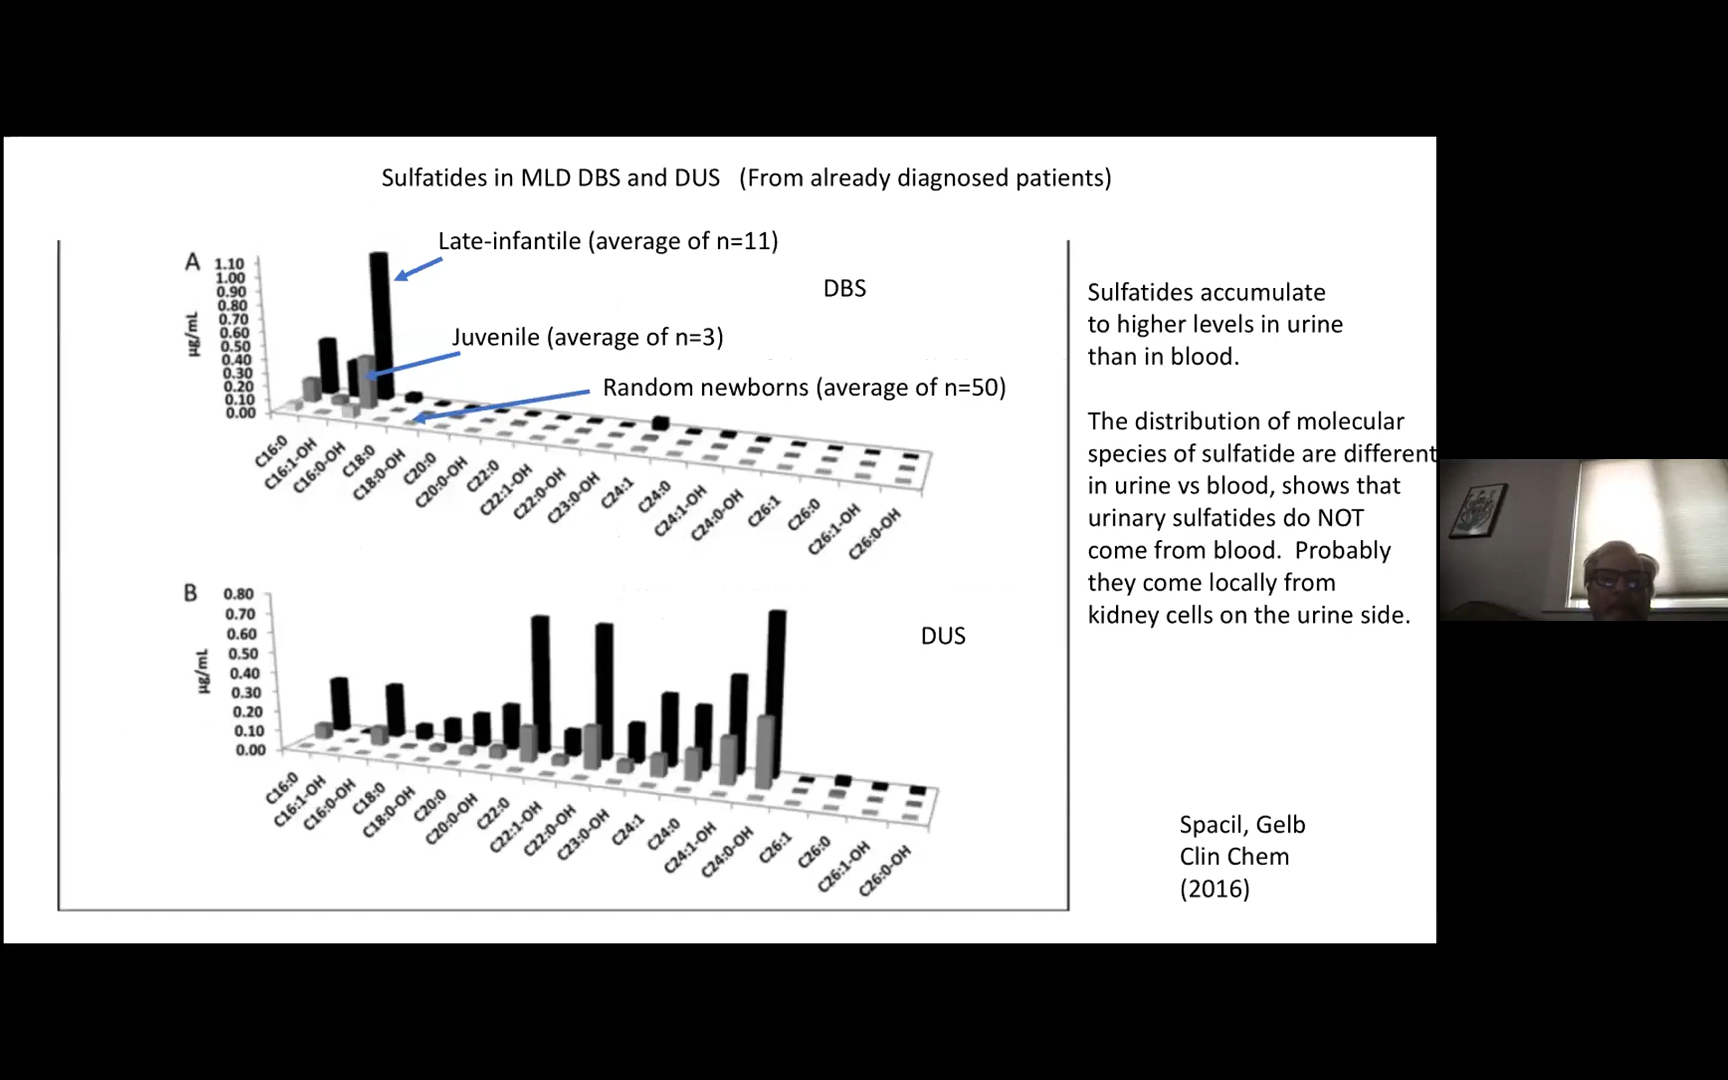 Sulfatides in MLD DBS and DUS (From already diagnosed patients)
A
Late-infantile (average of n=11)
DBS
Juvenile (average of n=3)
Random newborns (average of n=50)
µg/mL
1.10
1.00
0.90
0.80
0.70
0.60
0.50
0.40
0.30
0.20
0.10
0.00
C16:0
C16:1-OH
C16:0-OH
C18:0
C18:0-OH
C20:0
C20:0-OH
C22:0
C22:1-OH
C22:0-OH
C23:0-OH
C24:1
C24:0
C24:1-OH
C24:0-OH
C26:1
C26:0
C26:1-OH
C26:0-OH
B
DUS
µg/mL
0.80
0.70
0.60
0.50
0.40
0.30
0.20
0.10
0.00
C16:0
C16:1-OH
C16:0-OH
C18:0
C18:0-OH
C20:0
C20:0-OH
C22:0
C22:1-OH
C22:0-OH
C23:0-OH
C24:1
C24:0
C24:1-OH
C24:0-OH
C26:1
C26:0
C26:1-OH
C26:0-OH
Sulfatides accumulate
to higher levels in urine
than in blood.
The distribution of molecular
species of sulfatide are different
in urine vs blood, shows that
urinary sulfatides do NOT
come from blood. Probably
they come locally from
kidney cells on the urine side.
Spacil, Gelb
Clin Chem
(2016)